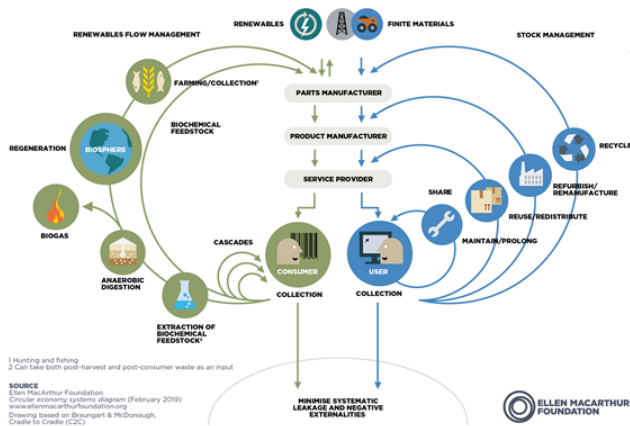 RENEWABLES
FINITE MATERIALS
RENEWABLES FLOW MANAGEMENT
STOCK MANAGEMENT
FARMING/COLLECTION¹
PARTS MANUFACTURER
BIOCHEMICAL
FEEDSTOCK
PRODUCT MANUFACTURER
REGENERATION
BIOSPHERE
RECYCLE
SERVICE PROVIDER
REFURBISH/
REMANUFACTURE
SHARE
REUSE/REDISTRIBUTE
BIOGAS
CASCADES
MAINTAIN/PROLONG
CONSUMER
USER
ANAEROBIC
DIGESTION
COLLECTION
COLLECTION
EXTRACTION OF
BIOCHEMICAL
FEEDSTOCK²
1 Hunting and fishing
2 Can take both post-harvest and post-consumer waste as an input
SOURCE
Ellen MacArthur Foundation
Circular economy systems diagram (February 2019)
www.ellenmacarthurfoundation.org
Drawing based on Braungart & McDonough,
Cradle to Cradle (C2C)
MINIMISE SYSTEMATIC
LEAKAGE AND NEGATIVE
EXTERNALITIES
ELLEN MACARTHUR
FOUNDATION